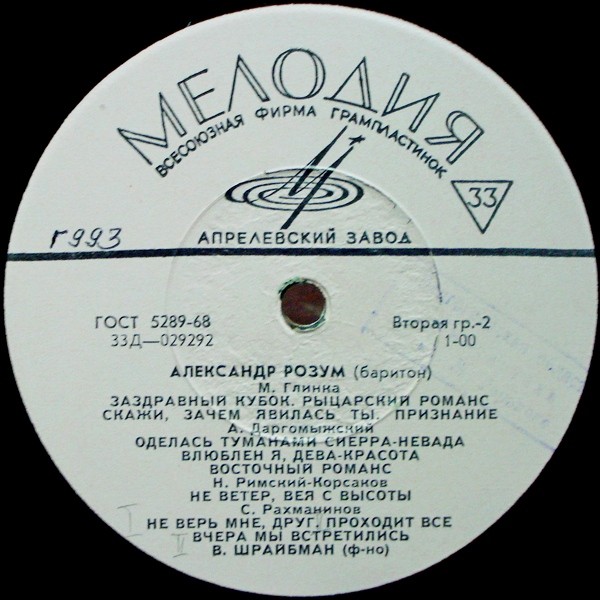 МЕЛОДИЯ
ВСЕСОЮЗНАЯ ФИРМА ГРАМПЛАСТИНОК
33
АПРЕЛЕВСКИЙ ЗАВОД
г993
ГОСТ 5289-68
33Д—029292
Вторая гр.-2
1-00
АЛЕКСАНДР РОЗУМ (баритон)
М. Глинка
ЗАЗДРАВНЫЙ КУБОК. РЫЦАРСКИЙ РОМАНС
СКАЖИ, ЗАЧЕМ ЯВИЛАСЬ ТЫ. ПРИЗНАНИЕ
А. Даргомыжский
ОДЕЛАСЬ ТУМАНАМИ СИЕРРА-НЕВАДА
ВЛЮБЛЕН Я, ДЕВА-КРАСОТА
ВОСТОЧНЫЙ РОМАНС
Н. Римский-Корсаков
НЕ ВЕТЕР, ВЕЯ С ВЫСОТЫ
С. Рахманинов
I НЕ ВЕРЬ МНЕ, ДРУГ. ПРОХОДИТ ВСЕ
ВЧЕРА МЫ ВСТРЕТИЛИСЬ
II В. ШРАЙБМАН (ф-но)